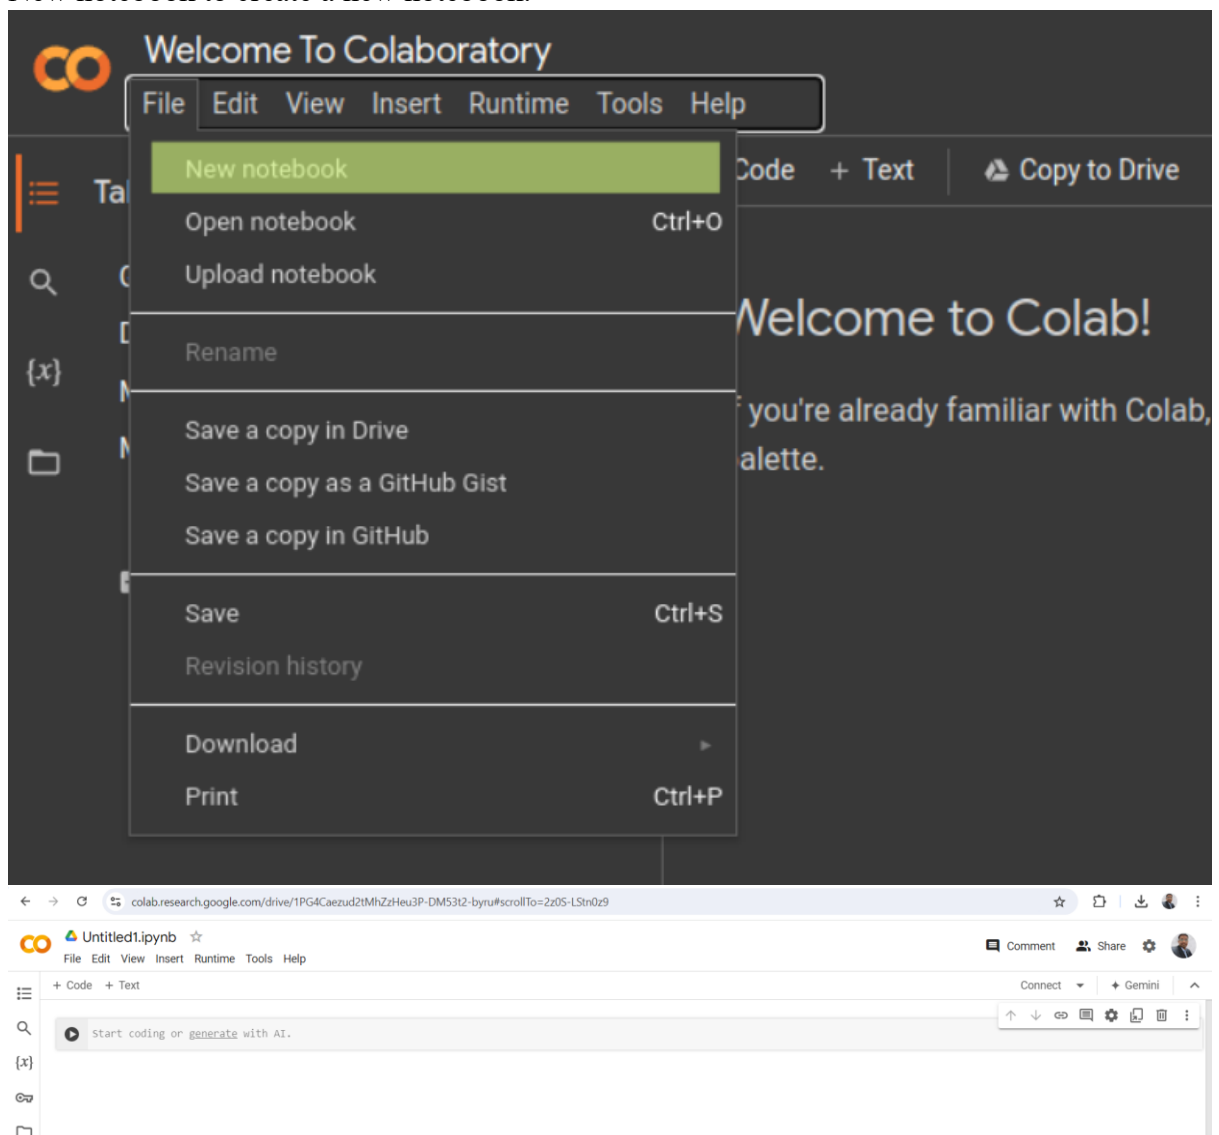 Welcome To Colaboratory
File Edit View Insert Runtime Tools Help
New notebook
Code + Text Copy to Drive
Open notebook Ctrl+O
Upload notebook
Welcome to Colab!
Rename
you're already familiar with Colab,
Save a copy in Drive
alette.
Save a copy as a GitHub Gist
Save a copy in GitHub
Save Ctrl+S
Revision history
Download
Print Ctrl+P
{x}
colab.research.google.com/drive/1PG4Caezud2tMhZzHeu3P-DM53t2-byru#scrollTo=2z0S-LStn0z9
Untitled1.ipynb
Comment Share
File Edit View Insert Runtime Tools Help
+ Code + Text Connect Gemini
Start coding or generate with AI.
{x}